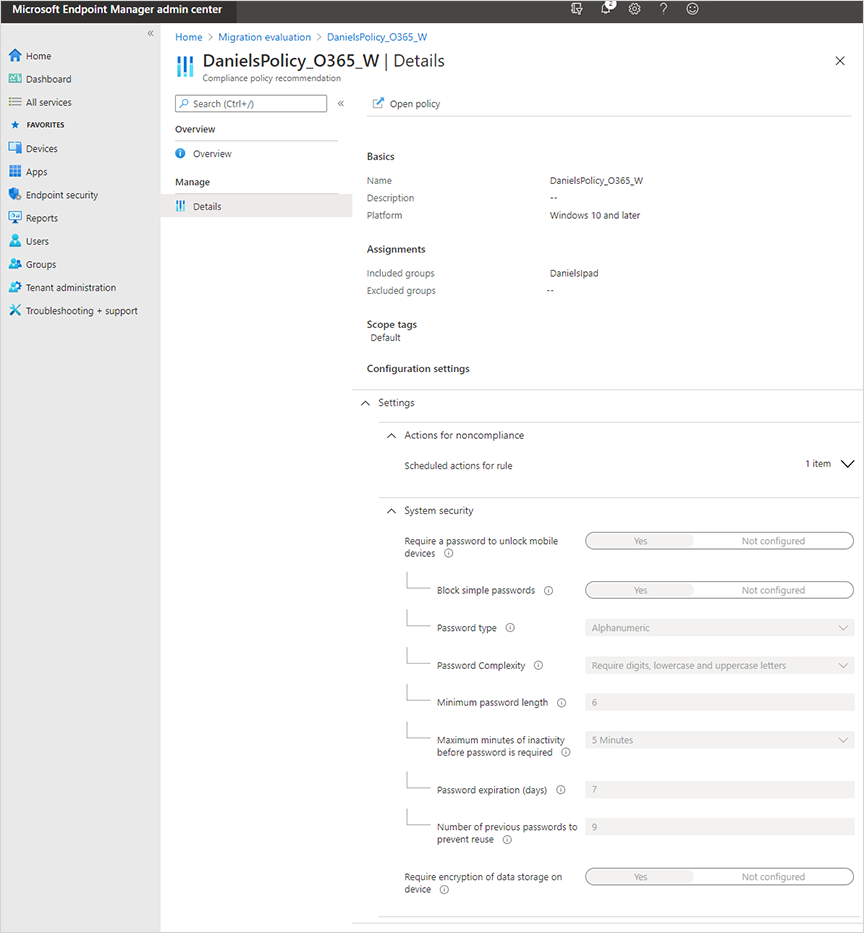 Microsoft Endpoint Manager admin center
2
?
«
Home
Dashboard
All services
FAVORITES
Devices
Apps
Endpoint security
Reports
Users
Groups
Tenant administration
Troubleshooting + support
Home > Migration evaluation > DanielsPolicy_O365_W
DanielsPolicy_O365_W | Details
Compliance policy recommendation
Search (Ctrl+/)
«
Overview
Overview
Manage
Details
Open policy
Basics
Name DanielsPolicy_O365_W
Description --
Platform Windows 10 and later
Assignments
Included groups DanielsIpad
Excluded groups --
Scope tags
Default
Configuration settings
Settings
Actions for noncompliance
Scheduled actions for rule 1 item
System security
Require a password to unlock mobile
devices Yes Not configured
Block simple passwords Yes Not configured
Password type Alphanumeric
Password Complexity Require digits, lowercase and uppercase letters
Minimum password length 6
Maximum minutes of inactivity
before password is required 5 Minutes
Password expiration (days) 7
Number of previous passwords to
prevent reuse 9
Require encryption of data storage on
device Yes Not configured